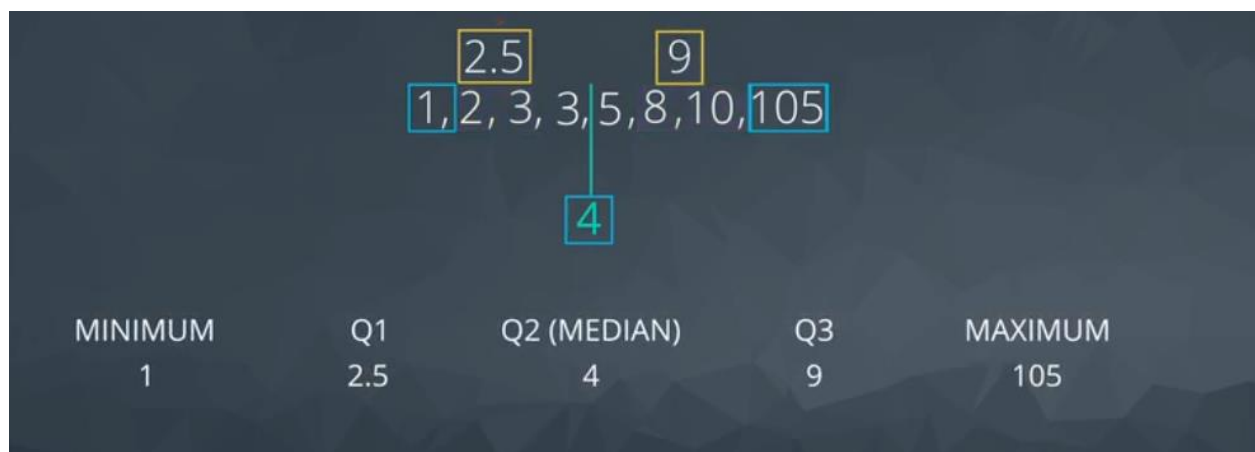 2.5 9
1, 2, 3, 3, 5, 8, 10, 105
4
MINIMUM Q1 Q2 (MEDIAN) Q3 MAXIMUM
1 2.5 4 9 105